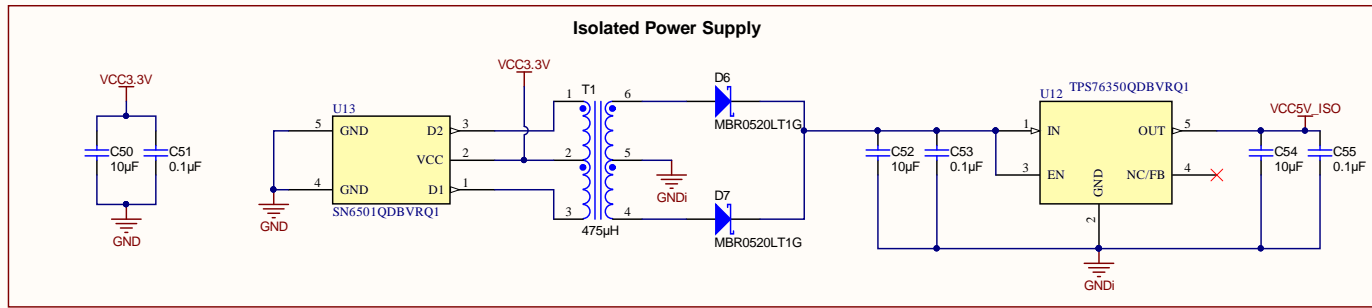 Isolated Power Supply
VCC3.3V
C50
10µF
C51
0.1µF
GND
U13
5
GND
D2
3
VCC
2
4
GND
D1
1
SN6501QDBVRQ1
GND
VCC3.3V
T1
1
6
2
5
3
4
475µH
GNDi
D6
MBR0520LT1G
D7
MBR0520LT1G
C52
10µF
C53
0.1µF
U12
TPS76350QDBVRQ1
1
IN
OUT
5
3
EN
NC/FB
4
GND
2
GNDi
VCC5V_ISO
C54
10µF
C55
0.1µF